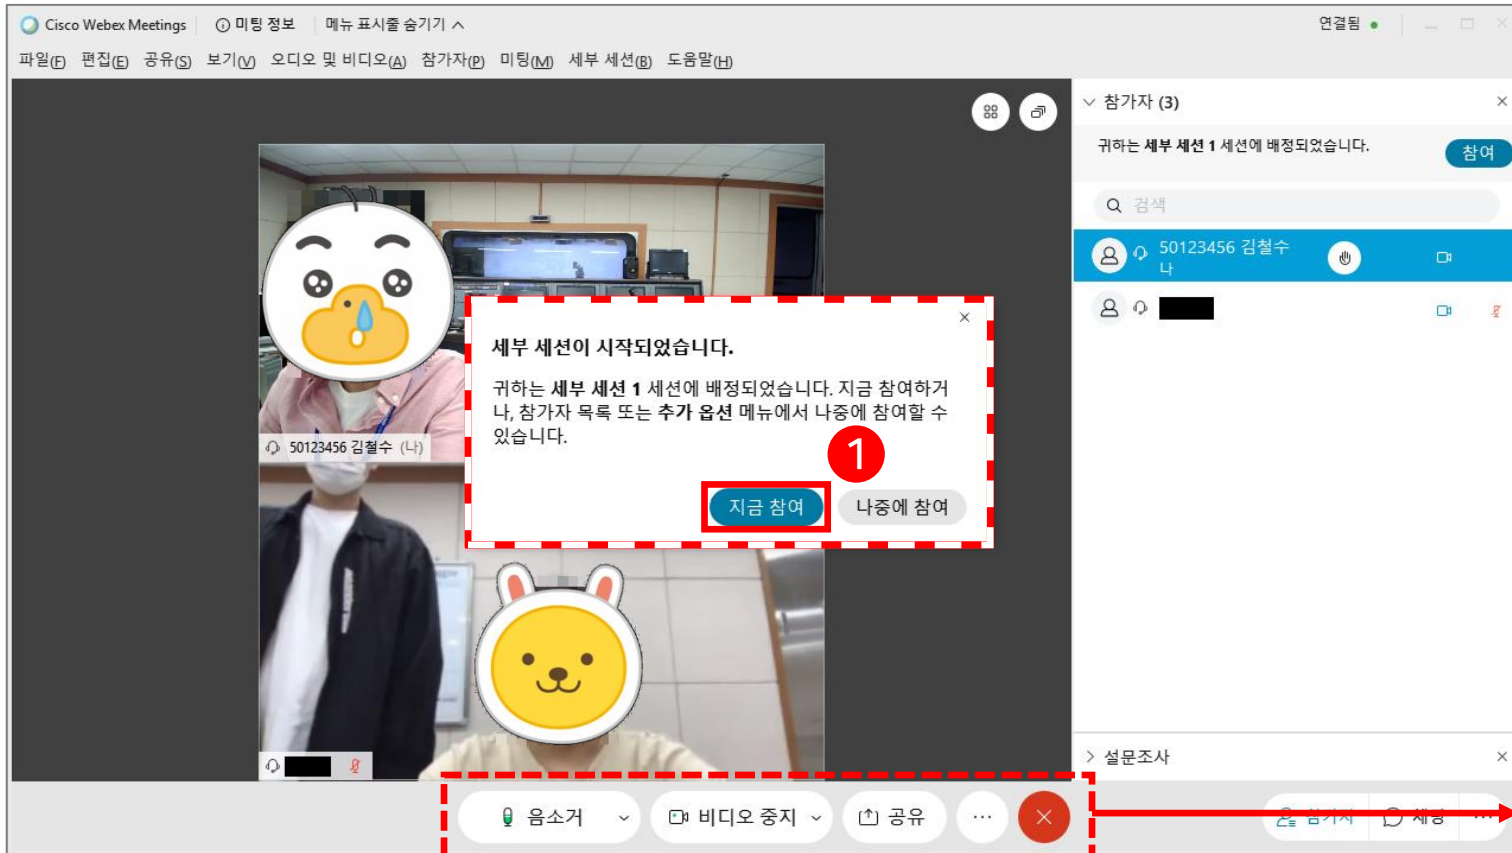 Cisco Webex Meetings 미팅 정보 메뉴 표시줄 숨기기 연결됨
파일(F) 편집(E) 공유(S) 보기(V) 오디오 및 비디오(A) 참가자(P) 미팅(M) 세부 세션(B) 도움말(H)
참가자 (3)
귀하는 세부 세션 1 세션에 배정되었습니다. 참여
검색
50123456 김철수
나
세부 세션이 시작되었습니다.
귀하는 세부 세션 1 세션에 배정되었습니다. 지금 참여하거
나, 참가자 목록 또는 추가 옵션 메뉴에서 나중에 참여할 수
있습니다.
1
지금 참여 나중에 참여
50123456 김철수 (나)
설문조사
음소거 비디오 중지 공유 ... 참가자 채팅 ...